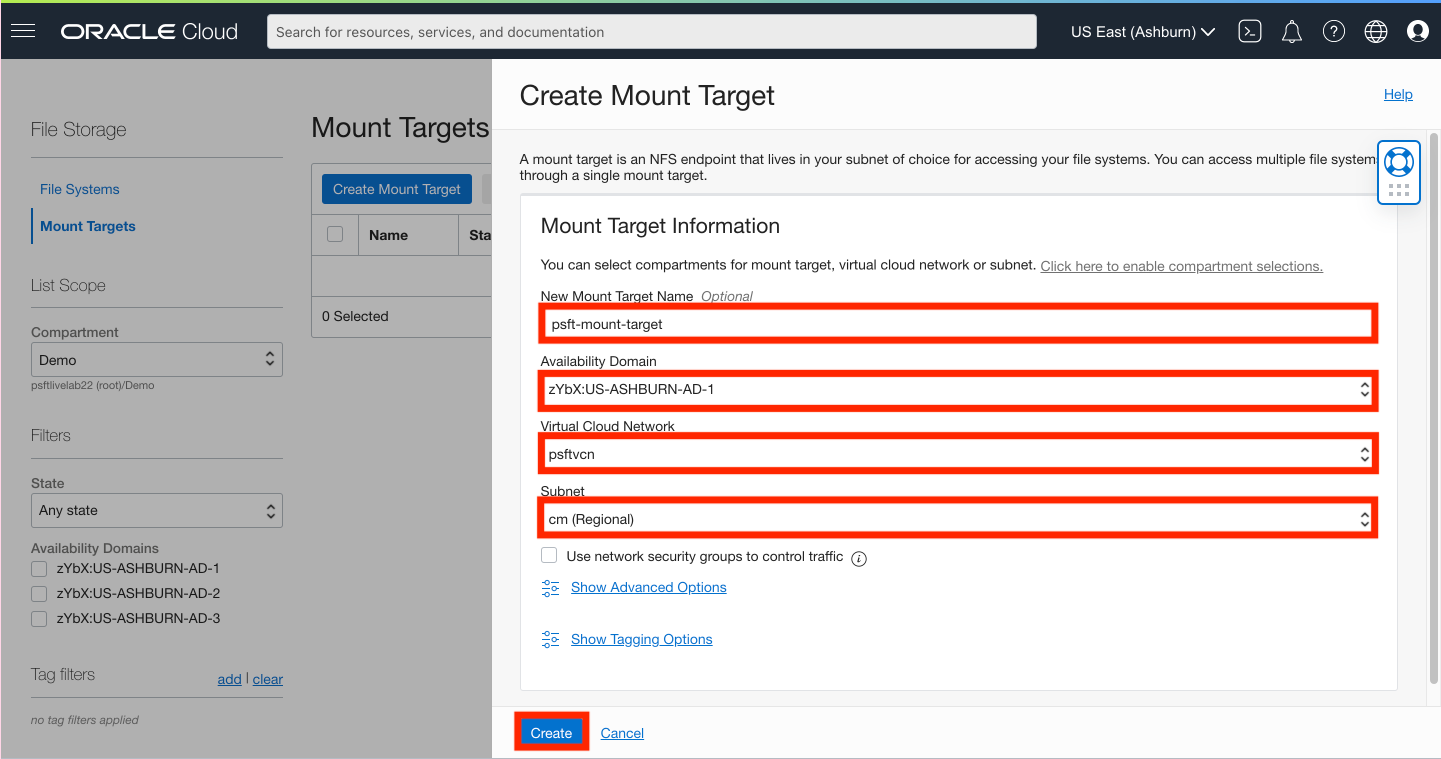 ORACLE Cloud
Search for resources, services, and documentation
US East (Ashburn)
File Storage
File Systems
Mount Targets
List Scope
Compartment
Demo
psftlivelab22 (root)/Demo
Filters
State
Any state
Availability Domains
zYbX:US-ASHBURN-AD-1
zYbX:US-ASHBURN-AD-2
zYbX:US-ASHBURN-AD-3
Tag filters
add | clear
no tag filters applied
Mount Targets
Create Mount Target
Name
Sta
0 Selected
Create Mount Target
Help
A mount target is an NFS endpoint that lives in your subnet of choice for accessing your file systems. You can access multiple file system
through a single mount target.
Mount Target Information
You can select compartments for mount target, virtual cloud network or subnet. Click here to enable compartment selections.
New Mount Target Name Optional
psft-mount-target
Availability Domain
zYbX:US-ASHBURN-AD-1
Virtual Cloud Network
psftvcn
Subnet
cm (Regional)
Use network security groups to control traffic
Show Advanced Options
Show Tagging Options
Create
Cancel